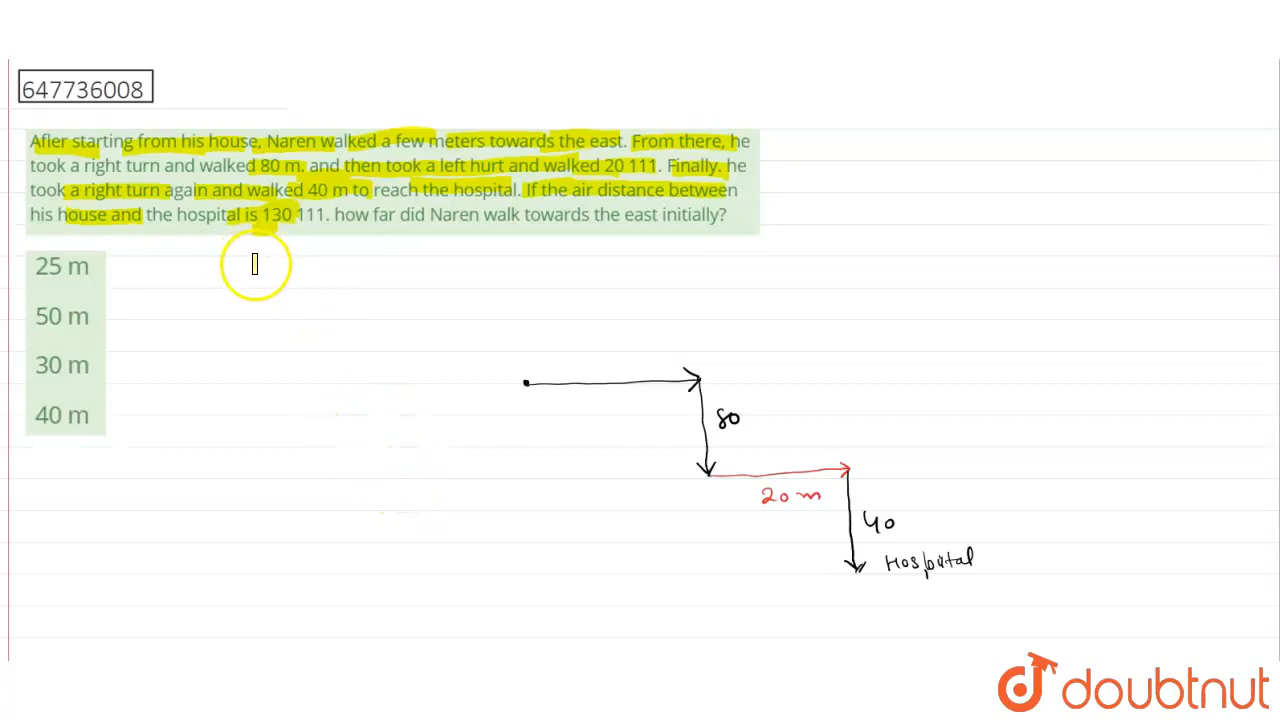 647736008
Afler starting from his house, Naren walked a few meters towards the east. From there, he
took a right turn and walked 80 m. and then took a left hurt and walked 20 111. Finally. he
took a right turn again and walked 40 m to reach the hospital. If the air distance between
his house and the hospital is 130 111. how far did Naren walk towards the east initially?
25 m
50 m
30 m
40 m
80
20 m
40
Hospital
doubtnut